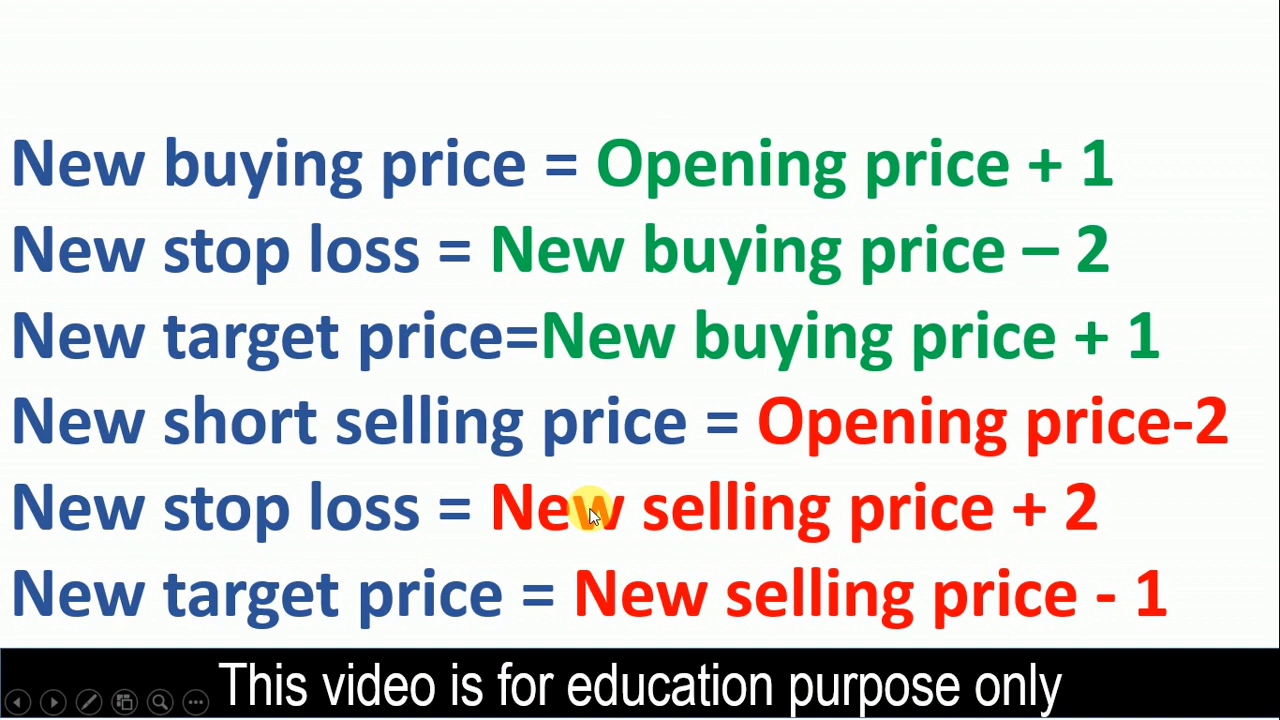 New buying price = Opening price + 1
New stop loss = New buying price – 2
New target price=New buying price + 1
New short selling price = Opening price-2
New stop loss = New selling price + 2
New target price = New selling price - 1
This video is for education purpose only